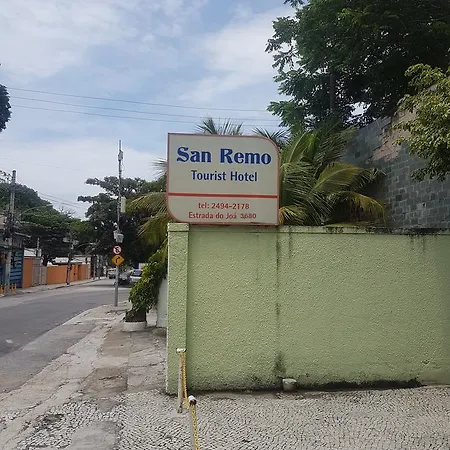 San Remo
Tourist Hotel
tel: 2494-2178
Estrada do Joá 3680